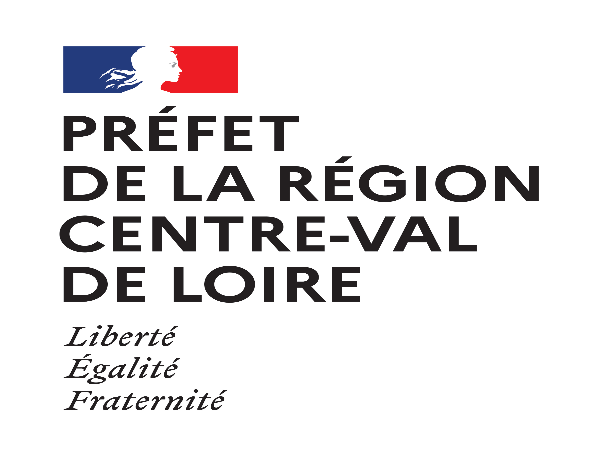 PRÉFET
DE LA RÉGION
CENTRE-VAL
DE LOIRE
Liberté
Égalité
Fraternité